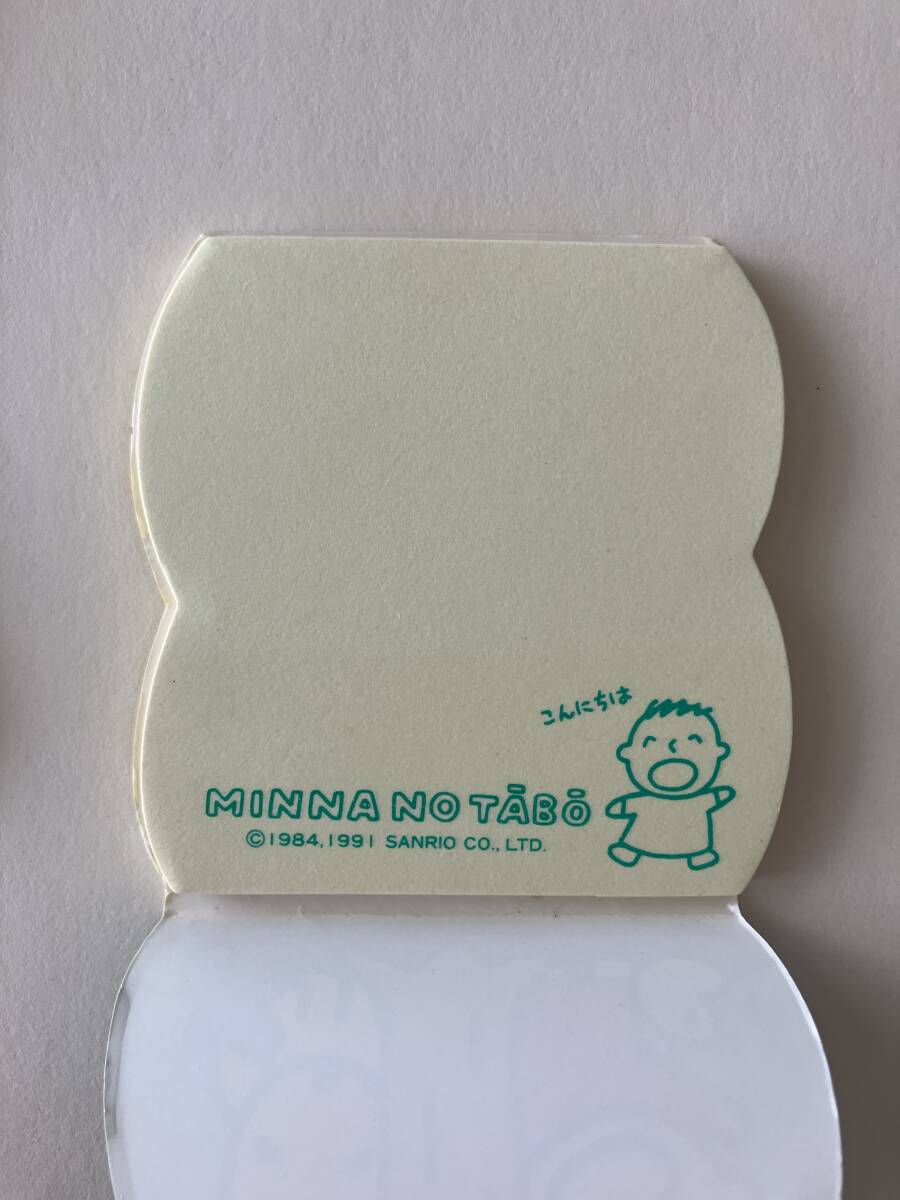 こんにちは
MINNA NO TĀBŌ
©1984,1991 SANRIO CO., LTD.